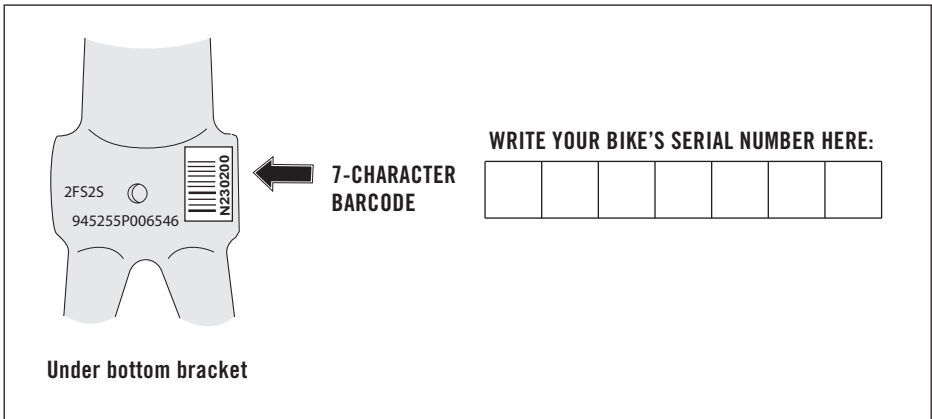 WRITE YOUR BIKE'S SERIAL NUMBER HERE:
7-CHARACTER
BARCODE
N230200
2FS2S
945255P006546
Under bottom bracket